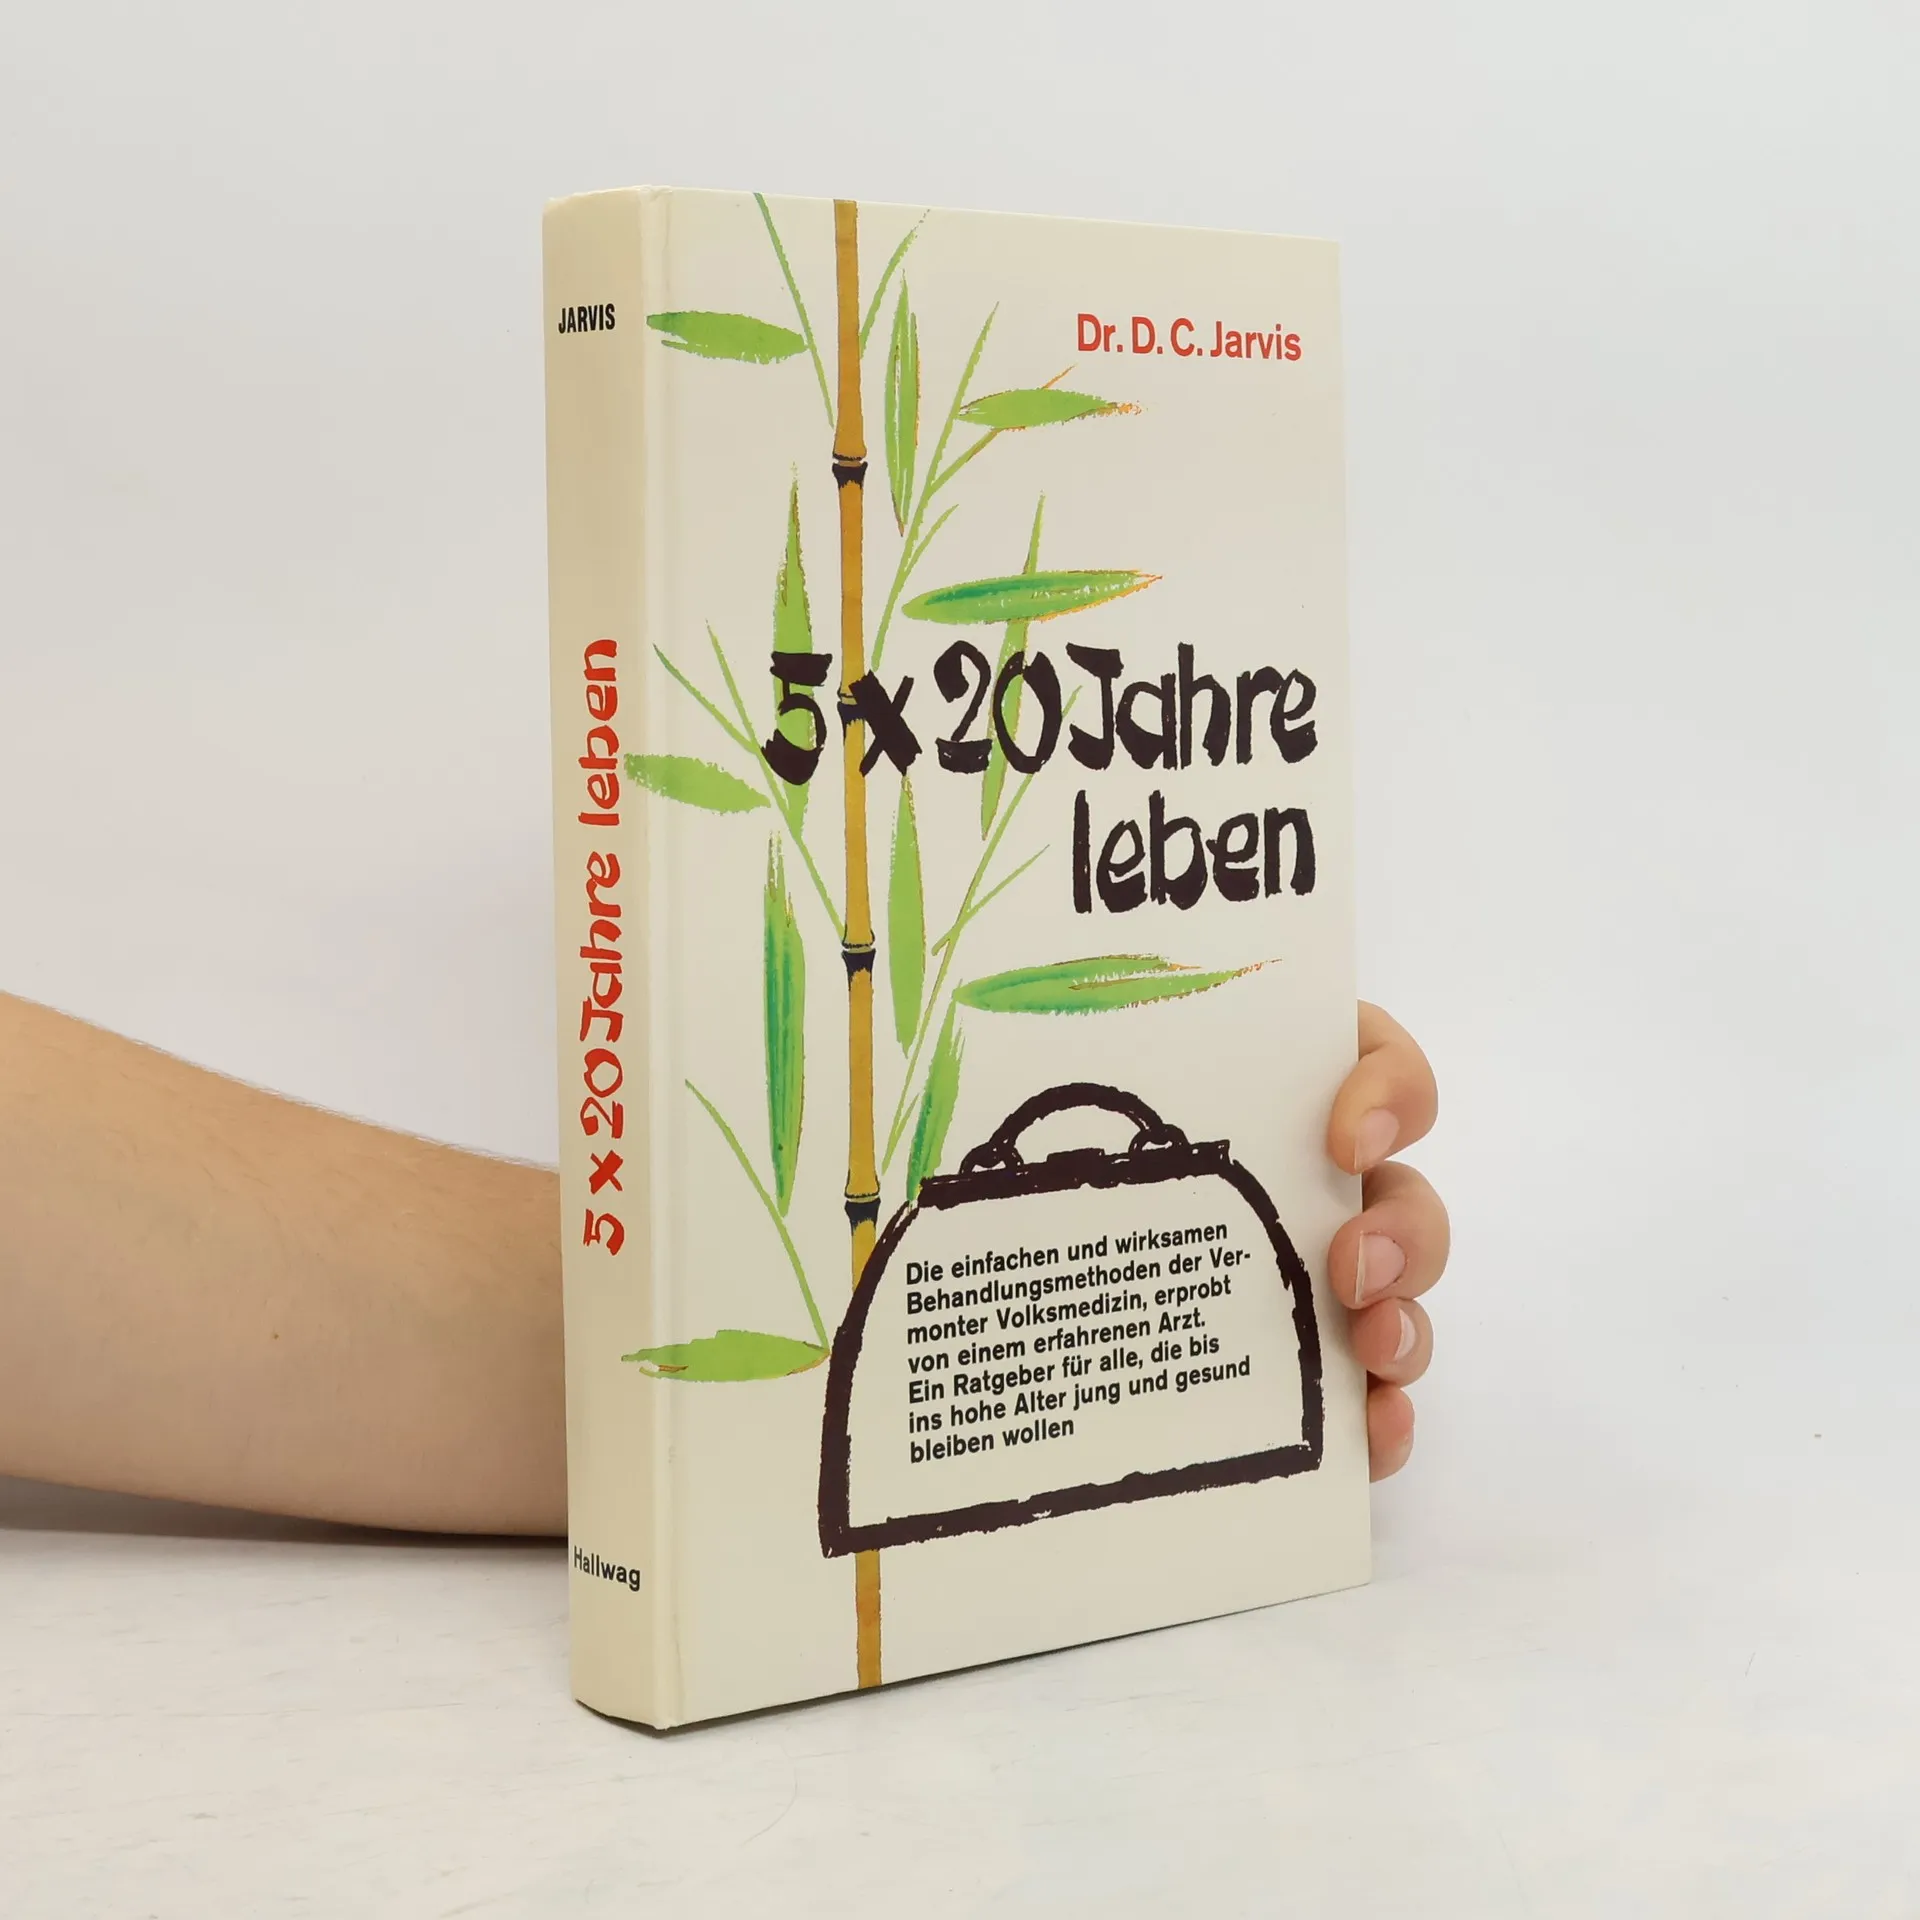 JARVIS
5 x 20 Jahre leben
Hallwag
Dr. D. C. Jarvis
5 x 20 Jahre
leben
Die einfachen und wirksamen
Behandlungsmethoden der Ver-
monter Volksmedizin, erprobt
von einem erfahrenen Arzt.
Ein Ratgeber für alle, die bis
ins hohe Alter jung und gesund
bleiben wollen